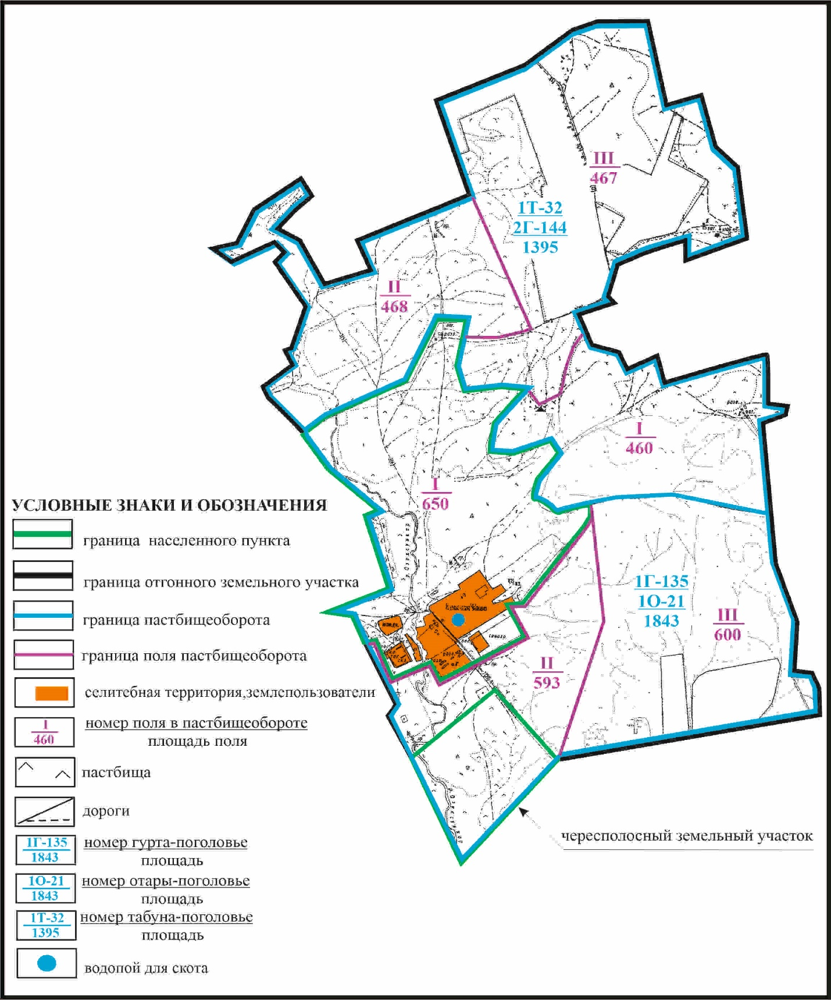 III
467
1Т-32
2Г-144
1395
II
468
I
460
I
650
1Г-135
1О-21
1843
III
600
II
593
УСЛОВНЫЕ ЗНАКИ И ОБОЗНАЧЕНИЯ
граница населенного пункта
граница отгонного земельного участка
граница пастбищеоборота
граница поля пастбищеоборота
селитебная территория,землепользователи
I
460
номер поля в пастбищеобороте
площадь поля
пастбища
дороги
1Г-135
1843
номер гурта-поголовье
площадь
1О-21
1843
номер отары-поголовье
площадь
1Т-32
1395
номер табуна-поголовье
площадь
водопой для скота
чересполосный земельный участок